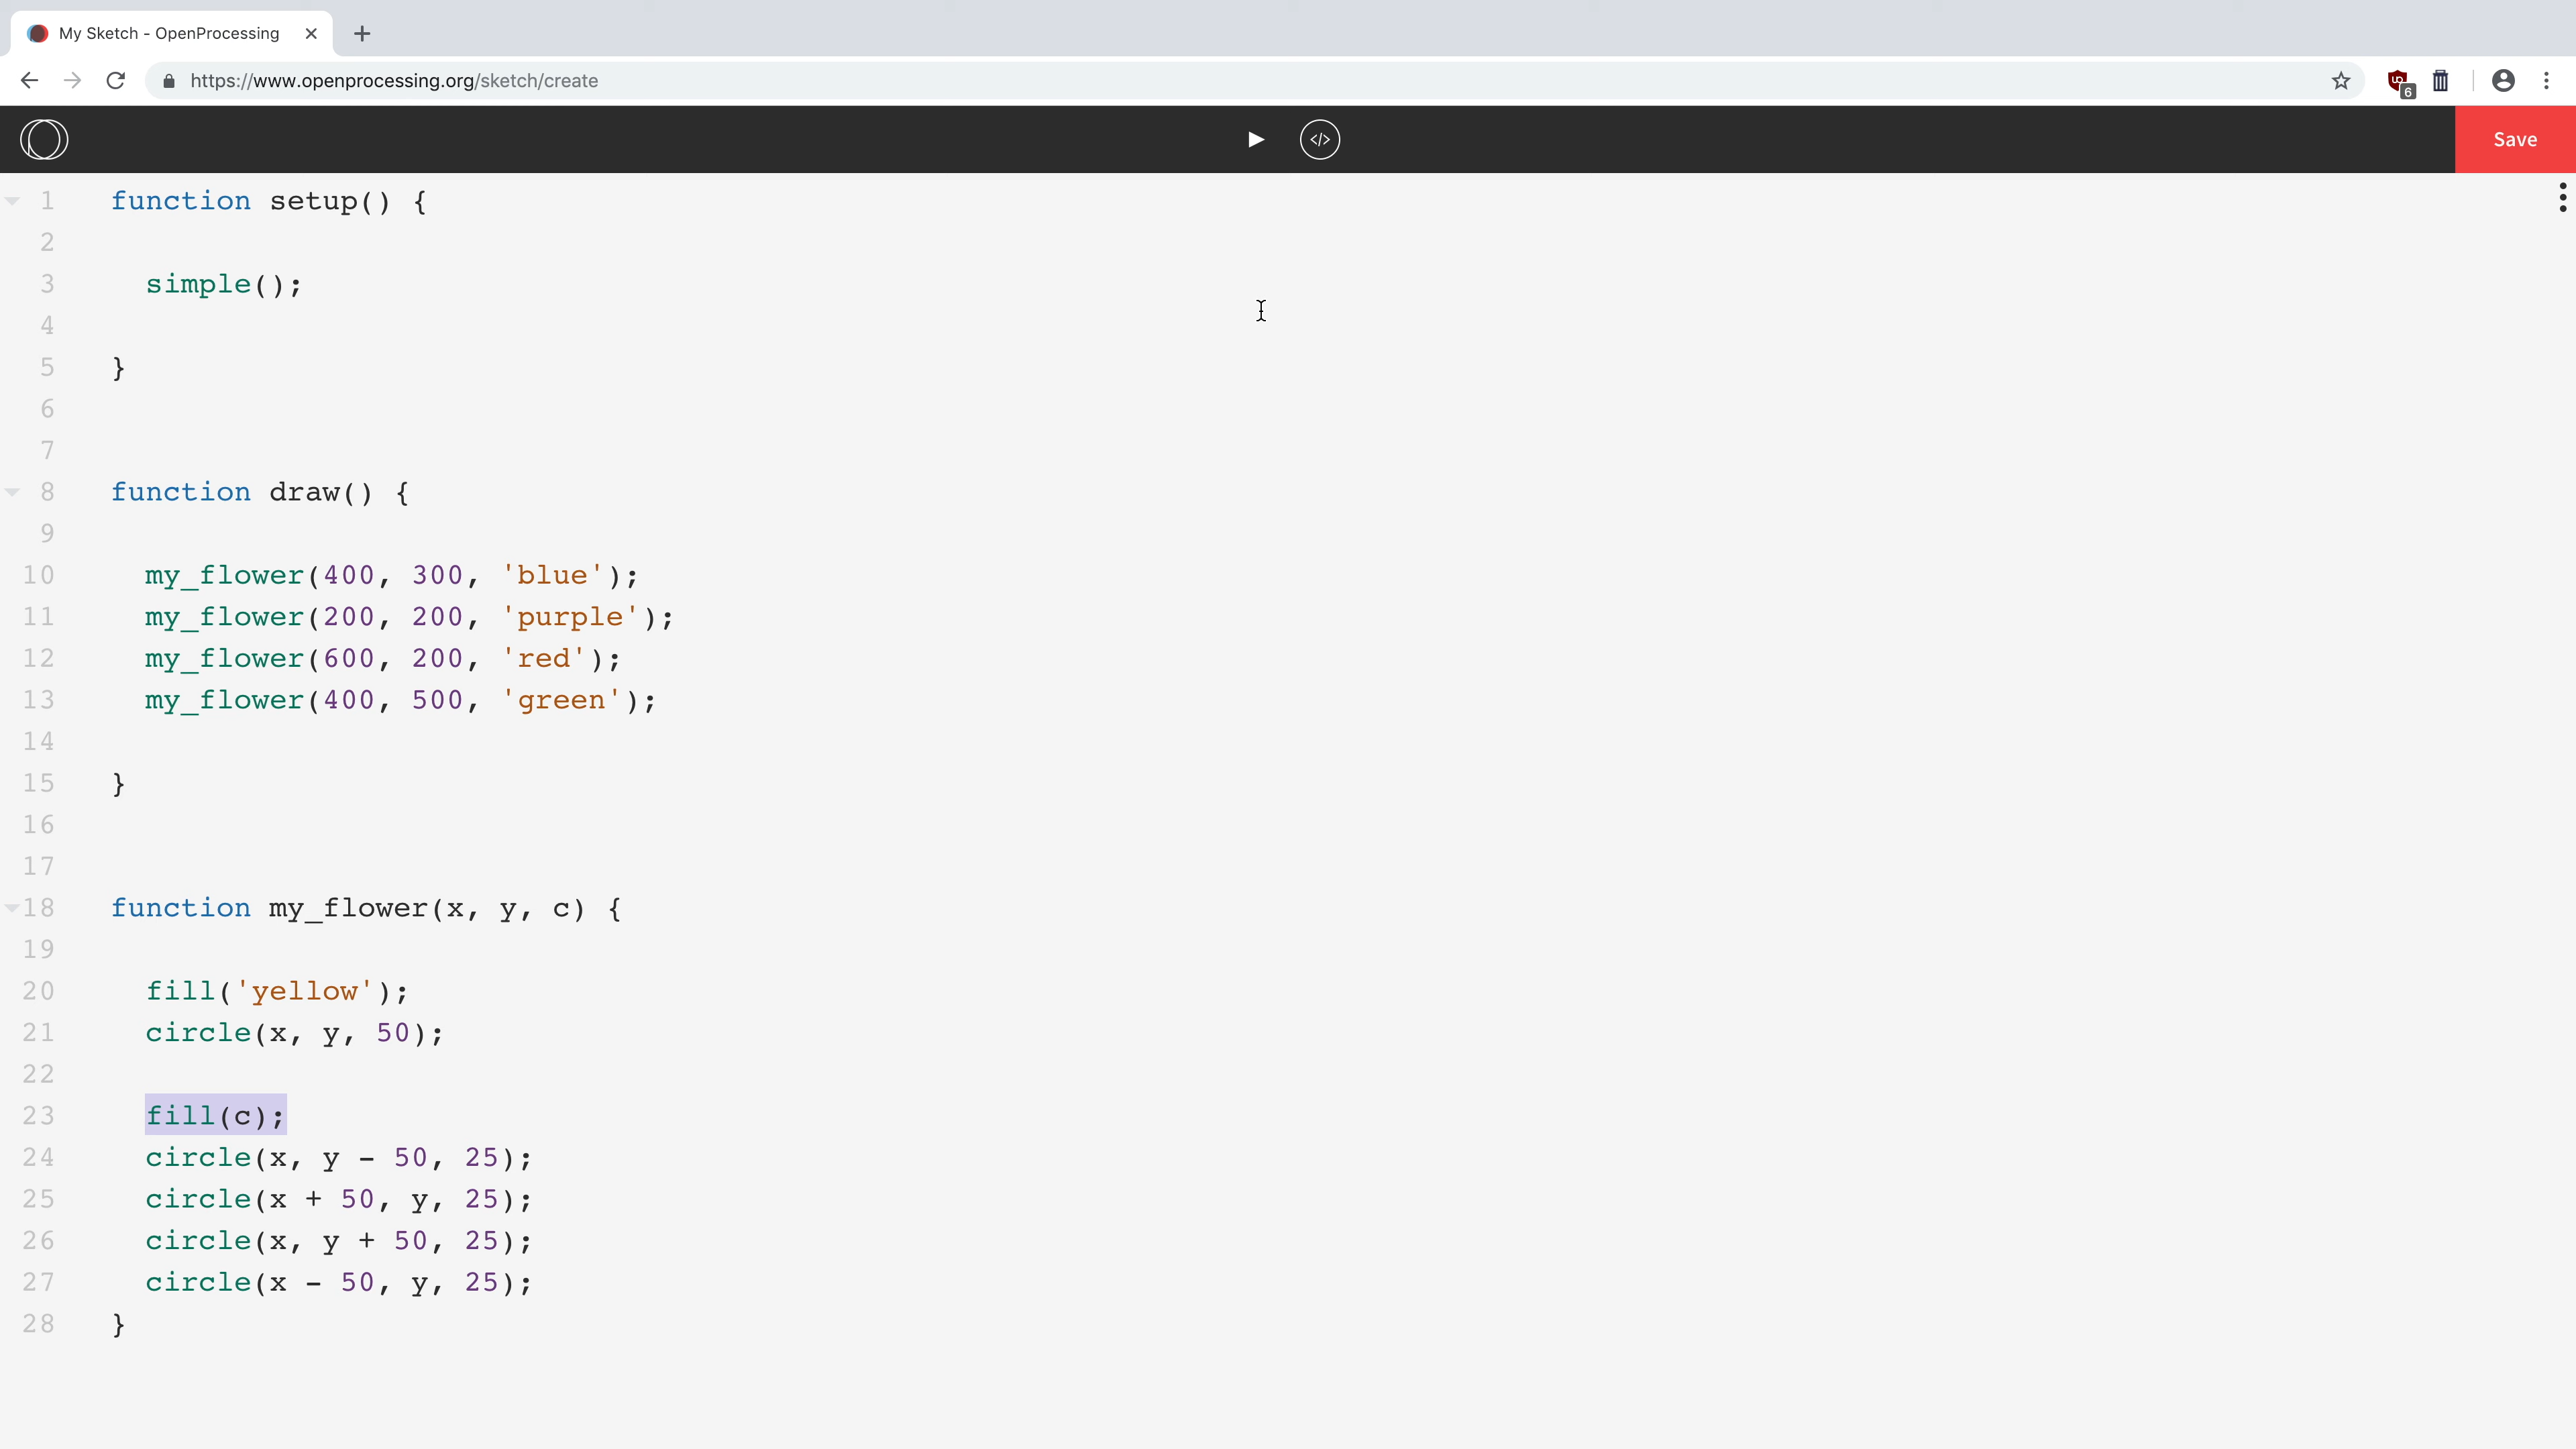 My Sketch - OpenProcessing
https://www.openprocessing.org/sketch/create
6
</>
Save
1 function setup() {
2
3 simple();
4
5 }
6
7
8 function draw() {
9
10 my_flower(400, 300, 'blue');
11 my_flower(200, 200, 'purple');
12 my_flower(600, 200, 'red');
13 my_flower(400, 500, 'green');
14
15 }
16
17
18 function my_flower(x, y, c) {
19
20 fill('yellow');
21 circle(x, y, 50);
22
23 fill(c);
24 circle(x, y - 50, 25);
25 circle(x + 50, y, 25);
26 circle(x, y + 50, 25);
27 circle(x - 50, y, 25);
28 }